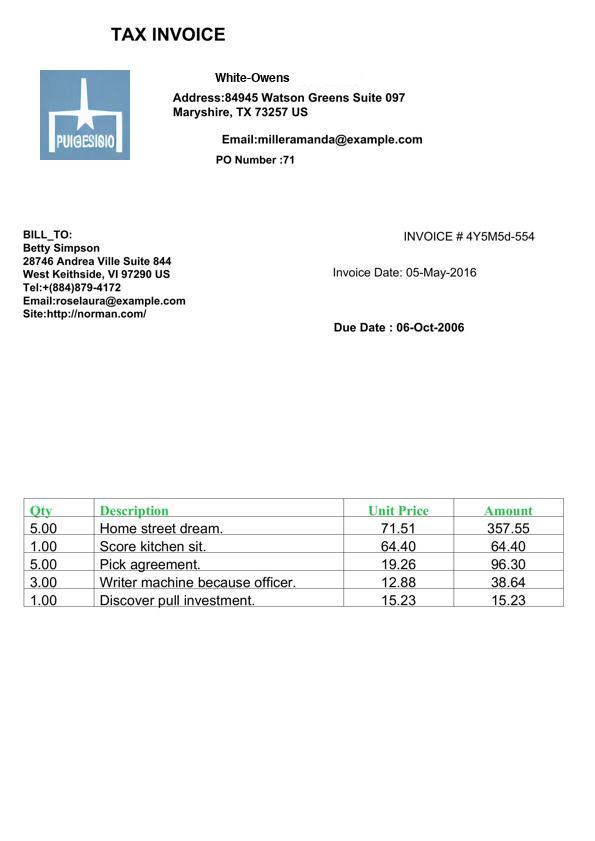 TAX INVOICE
PUIGESISIO
White-Owens
Address:84945 Watson Greens Suite 097
Maryshire, TX 73257 US
Email:milleramanda@example.com
PO Number :71
BILL_TO:
Betty Simpson
28746 Andrea Ville Suite 844
West Keithside, VI 97290 US
Tel:+(884)879-4172
Email:roselaura@example.com
Site:http://norman.com/
INVOICE # 4Y5M5d-554
Invoice Date: 05-May-2016
Due Date : 06-Oct-2006
Qty Description Unit Price Amount
5.00 Home street dream. 71.51 357.55
1.00 Score kitchen sit. 64.40 64.40
5.00 Pick agreement. 19.26 96.30
3.00 Writer machine because officer. 12.88 38.64
1.00 Discover pull investment. 15.23 15.23